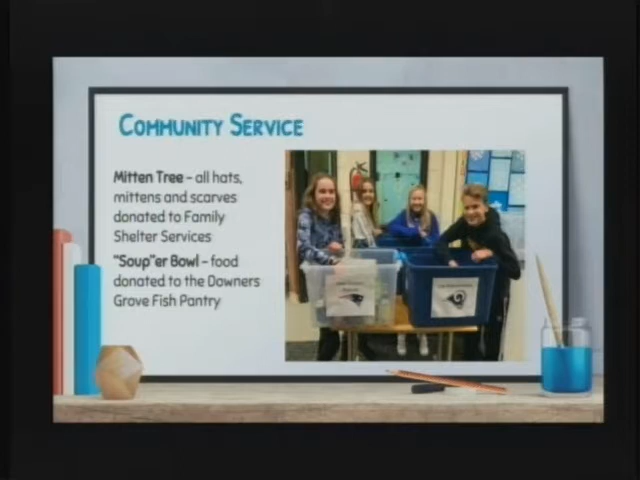 Community Service
Mitten Tree - all hats,
mittens and scarves
donated to Family
Shelter Services
"Soup"er Bowl - food
donated to the Downers
Grove Fish Pantry